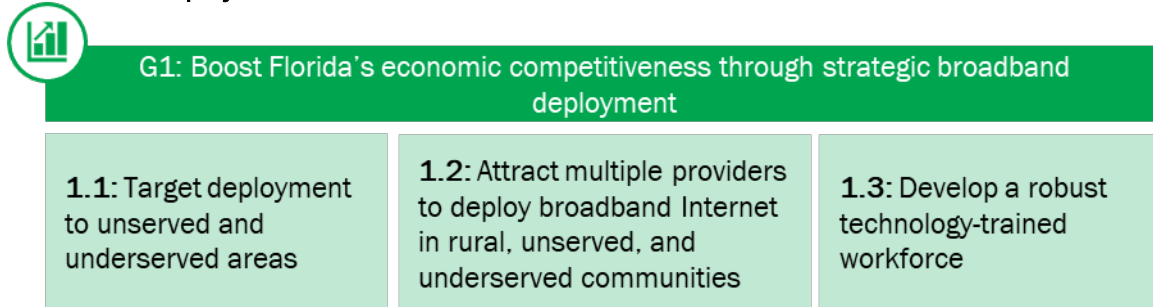 G1: Boost Florida's economic competitiveness through strategic broadband
deployment
1.1: Target deployment
to unserved and
underserved areas
1.2: Attract multiple providers
to deploy broadband Internet
in rural, unserved, and
underserved communities
1.3: Develop a robust
technology-trained
workforce